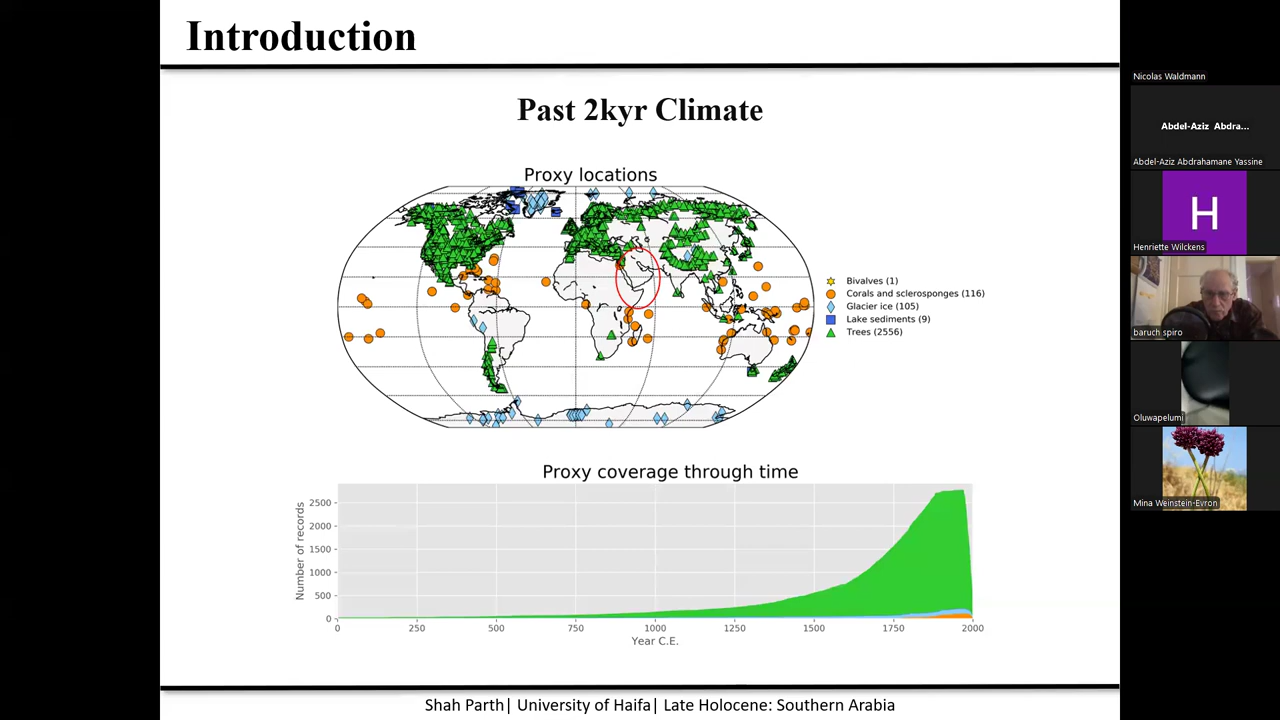 Introduction
Past 2kyr Climate
Proxy locations
Bivalves (1)
Corals and sclerosponges (116)
Glacier ice (105)
Lake sediments (9)
Trees (2556)
Proxy coverage through time
Number of records
2500
2000
1500
1000
500
0
0 250 500 750 1000 1250 1500 1750 2000
Year C.E.
Shah Parth| University of Haifa| Late Holocene: Southern Arabia
Nicolas Waldmann
Abdel-Aziz Abdra...
Abdel-Aziz Abdrahamane Yassine
H
Henriette Wilckens
baruch spiro
Oluwapelumi
Mina Weinstein-Evron